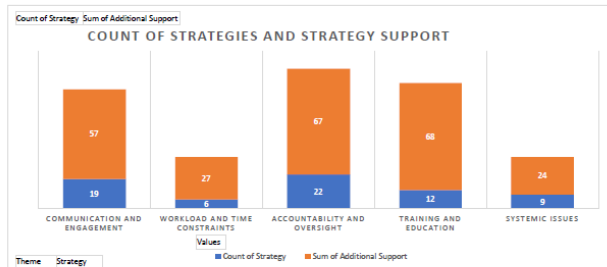 Count of Strategy Sum of Additional Support
COUNT OF STRATEGIES AND STRATEGY SUPPORT
57 27 67 68 24
19 6 22 12 9
COMMUNICATION AND ENGAGEMENT
WORKLOAD AND TIME CONSTRAINTS
ACCOUNTABILITY AND OVERSIGHT
TRAINING AND EDUCATION
SYSTEMIC ISSUES
Values
Count of Strategy Sum of Additional Support
Theme Strategy